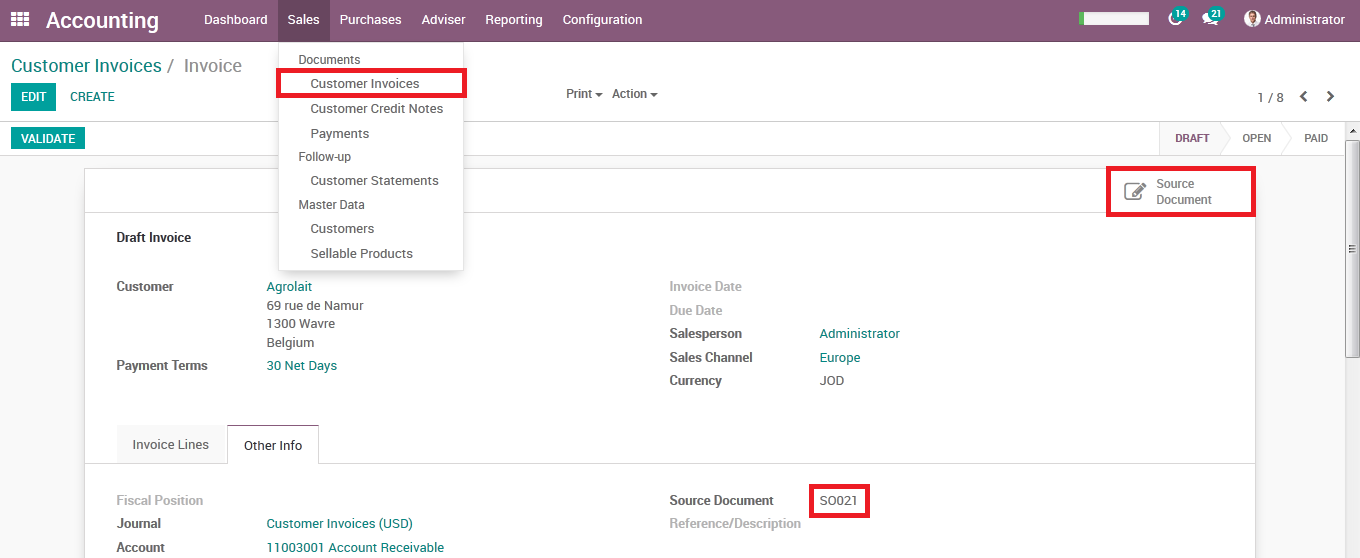 Accounting
Dashboard Sales Purchases Adviser Reporting Configuration
14 21 Administrator
Customer Invoices / Invoice
EDIT CREATE
Print Action
1 / 8
Documents
Customer Invoices
Customer Credit Notes
Payments
Follow-up
Customer Statements
Master Data
Customers
Sellable Products
VALIDATE
DRAFT OPEN PAID
Source
Document
Draft Invoice
Customer Agrolait
69 rue de Namur
1300 Wavre
Belgium
Payment Terms 30 Net Days
Invoice Date
Due Date
Salesperson Administrator
Sales Channel Europe
Currency JOD
Invoice Lines Other Info
Fiscal Position
Journal Customer Invoices (USD)
Account 11003001 Account Receivable
Source Document SO021
Reference/Description